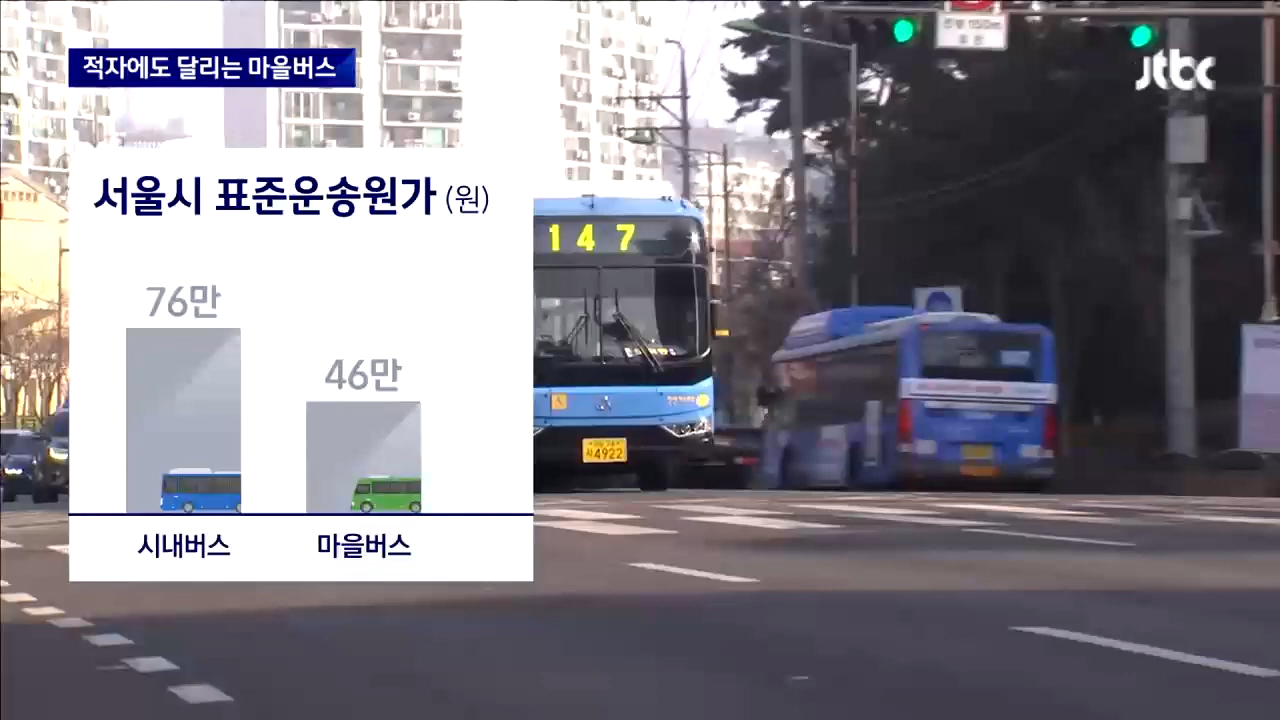 적자에도 달리는 마을버스
jtbc
서울시 표준운송원가 (원)
76만
46만
시내버스
마을버스
147
4922